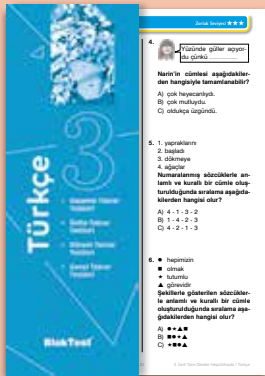 Türkçe
3
BlokTest
Zorluk Seviyesi ★★★
4.
Yüzünde güller açıyor-
du çünkü ..............
Narin'in cümlesi aşağıdakiler-
den hangisiyle tamamlanabilir?
A) çok heyecanlıydı.
B) çok mutluydu.
C) oldukça üzgündü.
5. 1. yapraklarını
2. başladı
3. dökmeye
4. ağaçlar
Numaralanmış sözcüklerle an-
lamlı ve kurallı bir cümle oluş-
turulduğunda sıralama aşağıda-
kilerden hangisi olur?
A) 4 - 1 - 3 - 2
B) 1 - 4 - 2 - 3
C) 4 - 2 - 1 - 3
6. ● hepimizin
■ olmak
★ tutumlu
▲ görevidir
Şekillerle gösterilen sözcükler-
le anlamlı ve kurallı bir cümle
oluşturulduğunda sıralama aşa-
ğıdakilerden hangisi olur?
A) ●★▲■
B) ■●★▲
C) ★■●▲